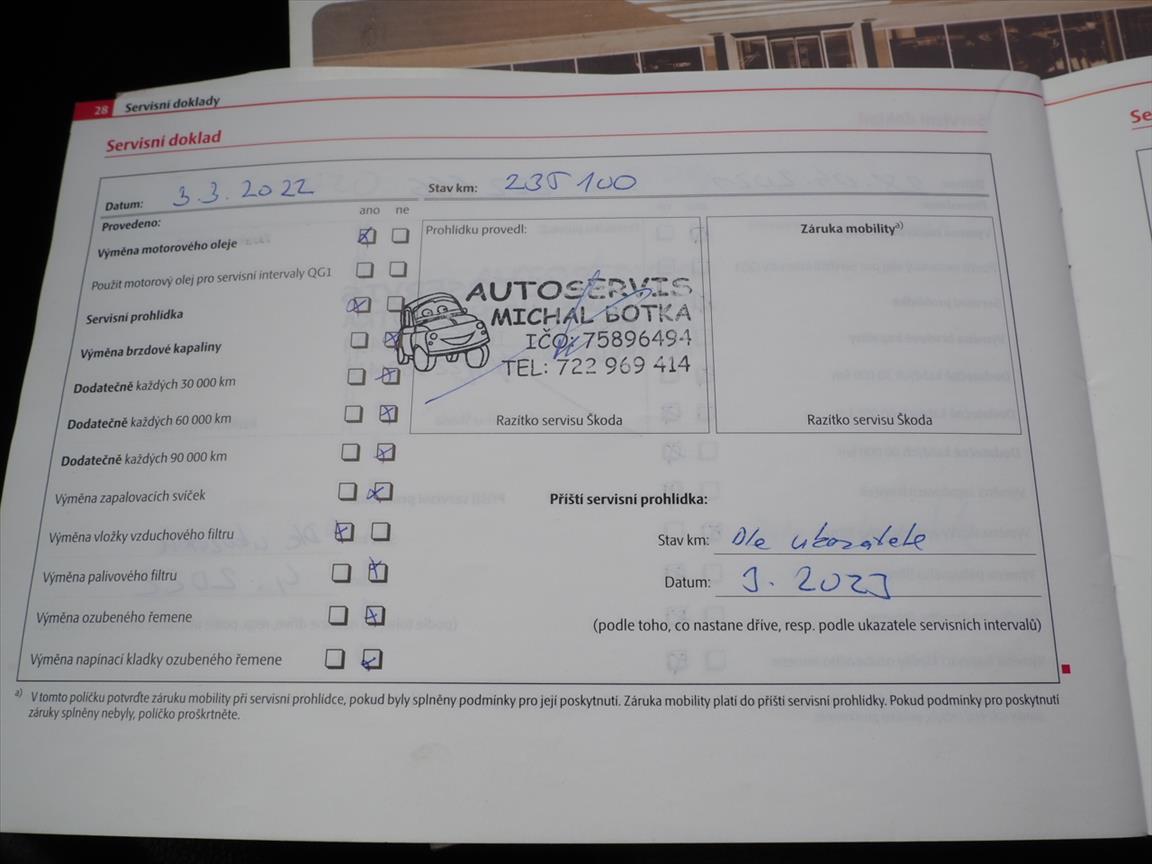 28 Servisní doklady
Servisní doklad
Datum: 3.3.2022 Stav km: 235 100
Provedeno: ano ne
Výměna motorového oleje
Použit motorový olej pro servisní intervaly QG1
Servisní prohlídka
Výměna brzdové kapaliny
Dodatečně každých 30 000 km
Dodatečně každých 60 000 km
Dodatečně každých 90 000 km
Výměna zapalovacích svíček
Výměna vložky vzduchového filtru
Výměna palivového filtru
Výměna ozubeného řemene
Výměna napínací kladky ozubeného řemene
Prohlídku provedl:
AUTOSERVIS
MICHAL BOTKA
IČO: 75896494
TEL: 722 969 414
Razítko servisu Škoda
Záruka mobility a)
Razítko servisu Škoda
Příští servisní prohlídka:
Stav km: Dle ukazatele
Datum: 3. 2023
(podle toho, co nastane dříve, resp. podle ukazatele servisních intervalů)
a) V tomto políčku potvrďte záruku mobility při servisní prohlídce, pokud byly splněny podmínky pro její poskytnutí. Záruka mobility platí do příští servisní prohlídky. Pokud podmínky pro poskytnutí
záruky splněny nebyly, políčko proškrtněte.
Se